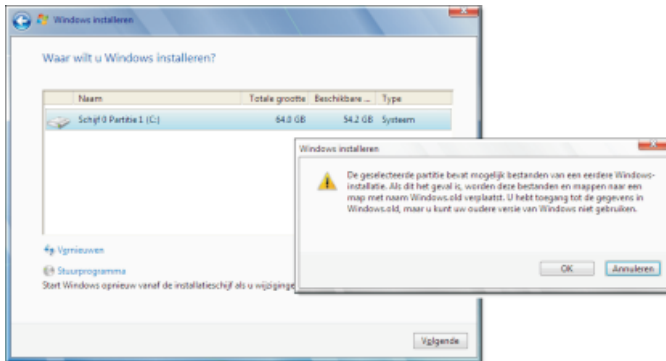 Windows installeren
Waar wilt u Windows installeren?
Naam Totale grootte Beschikbare ... Type
Schijf 0 Partitie 1 (C:) 64.0 GB 54.2 GB Systeem
Windows installeren
De geselecteerde partitie bevat mogelijk bestanden van een eerdere Windows-
installatie. Als dit het geval is, worden deze bestanden en mappen naar een
map met naam Windows.old verplaatst. U hebt toegang tot de gegevens in
Windows.old, maar u kunt uw oudere versie van Windows niet gebruiken.
OK Annuleren
Vernieuwen
Stuurprogramma
Start Windows opnieuw vanaf de installatieschijf als u wijziginge
Volgende